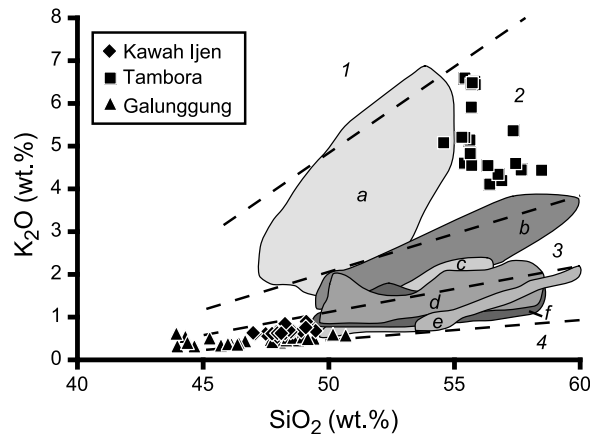 8
7
6
5
4
3
2
1
0
K₂O (wt.%)
Kawah Ijen
Tambora
Galunggung
1
2
a
b
3
c
d
f
e
4
40 45 50 55 60
SiO₂ (wt.%)